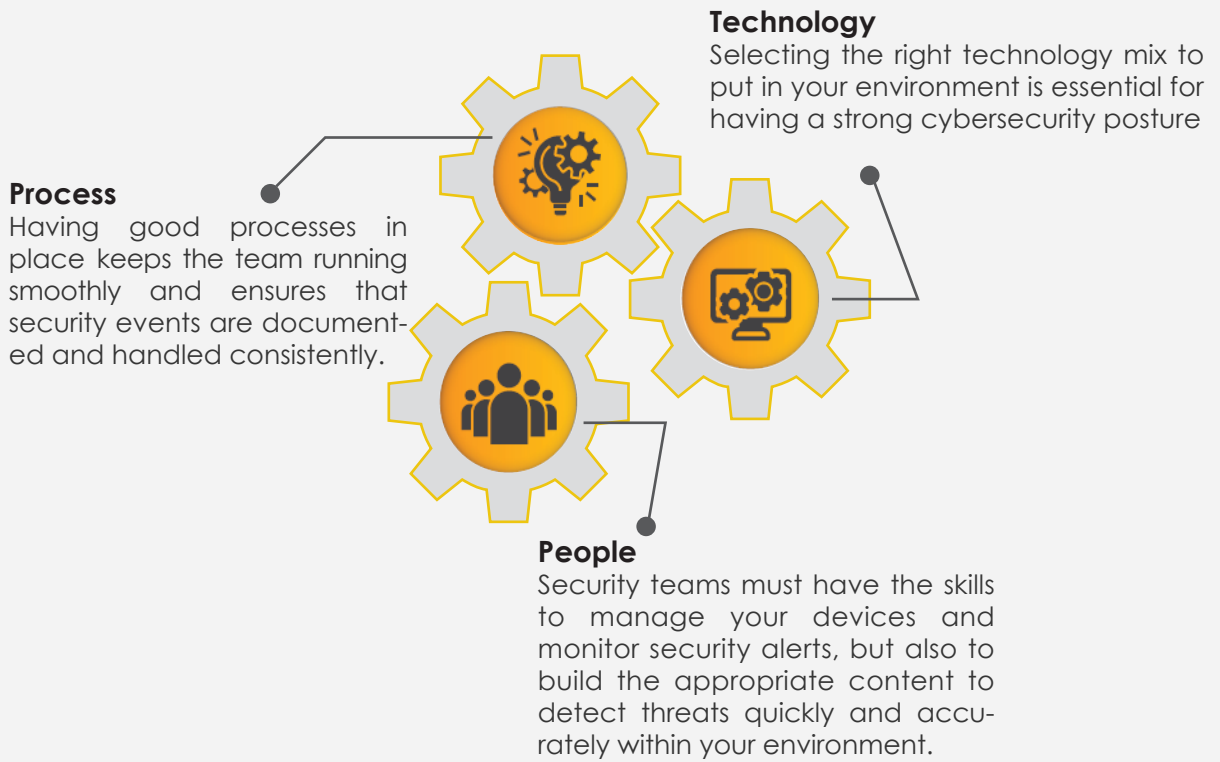 Technology
Selecting the right technology mix to
put in your environment is essential for
having a strong cybersecurity posture
Process
Having good processes in
place keeps the team running
smoothly and ensures that
security events are document-
ed and handled consistently.
People
Security teams must have the skills
to manage your devices and
monitor security alerts, but also to
build the appropriate content to
detect threats quickly and accu-
rately within your environment.